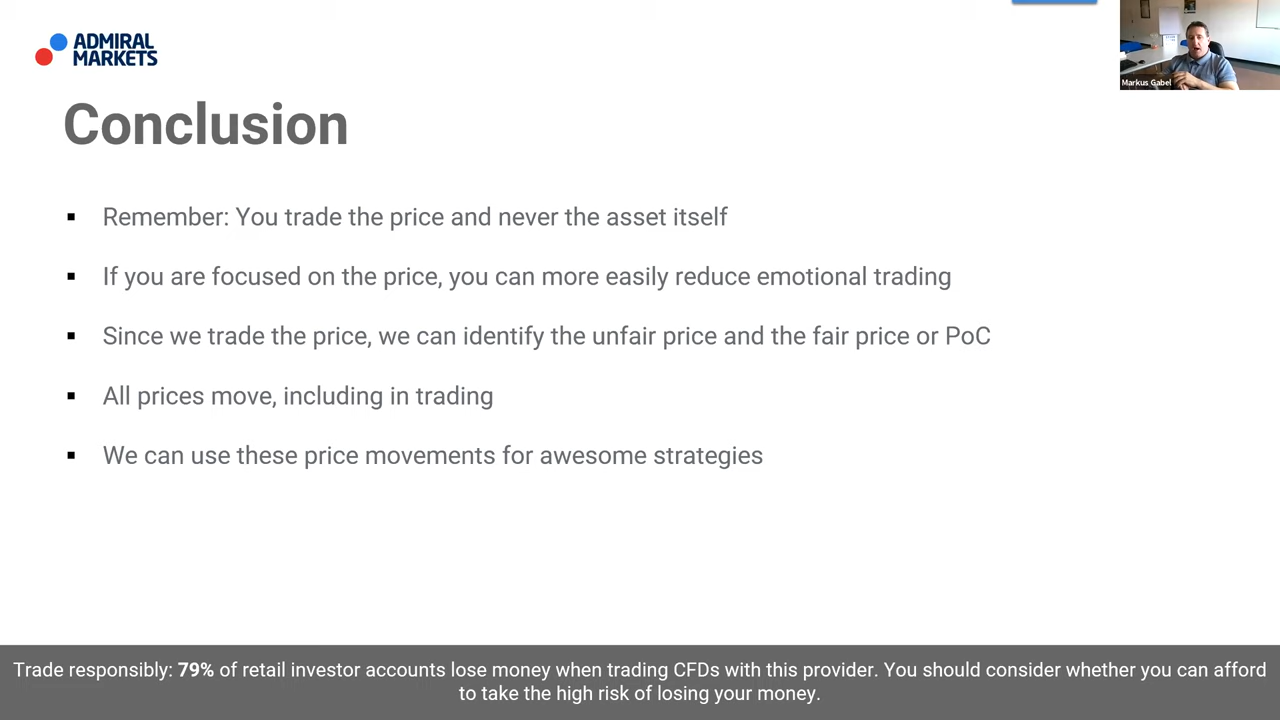 ADMIRAL
MARKETS
Markus Gabel
Conclusion
Remember: You trade the price and never the asset itself
If you are focused on the price, you can more easily reduce emotional trading
Since we trade the price, we can identify the unfair price and the fair price or PoC
All prices move, including in trading
We can use these price movements for awesome strategies
Trade responsibly: 79% of retail investor accounts lose money when trading CFDs with this provider. You should consider whether you can afford
to take the high risk of losing your money.